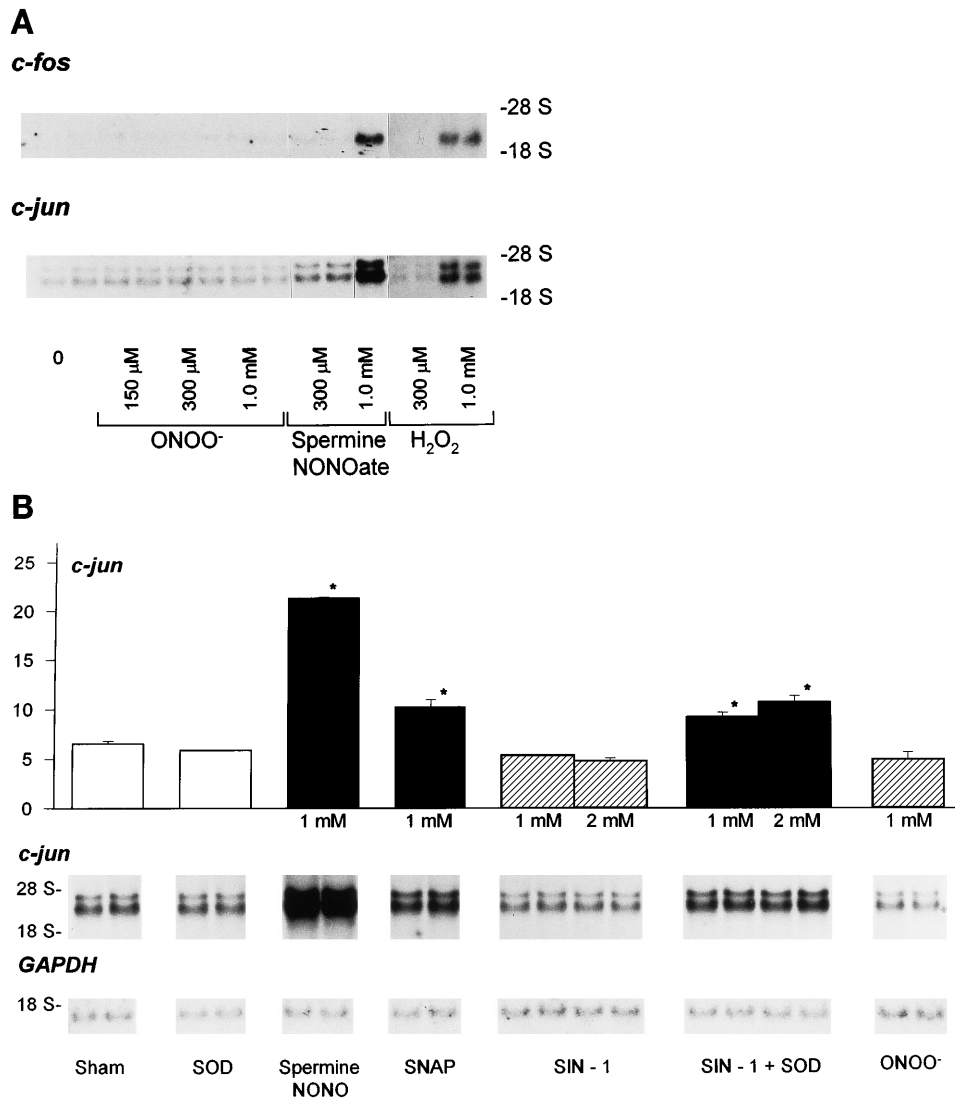 A
c-fos
-28 S
-18 S
c-jun
-28 S
-18 S
0 150 µM 300 µM 1.0 mM 300 µM 1.0 mM 300 µM 1.0 mM
ONOO⁻ Spermine NONOate H₂O₂
B
c-jun
25
20
15
10
5
0
* * * *
1 mM 1 mM 1 mM 2 mM 1 mM 2 mM 1 mM
c-jun
28 S-
18 S-
GAPDH
18 S-
Sham SOD Spermine NONO SNAP SIN - 1 SIN - 1 + SOD ONOO⁻